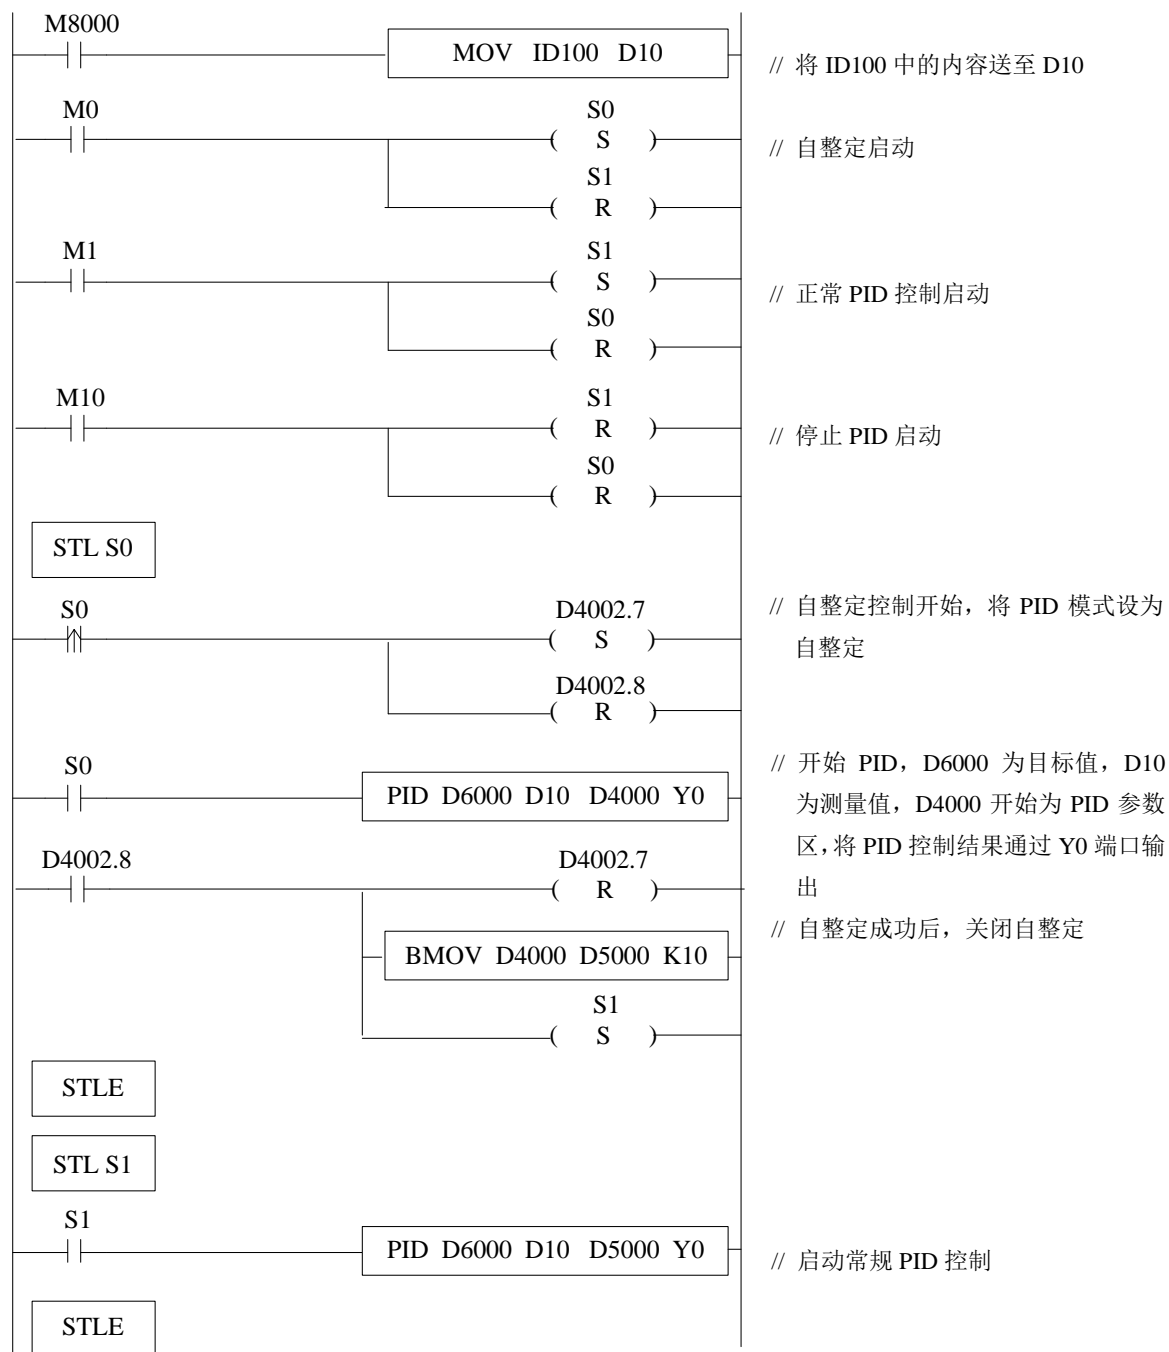 M8000
MOV ID100 D10
// 将 ID100 中的内容送至 D10
M0
S0
( S )
// 自整定启动
S1
( R )
M1
S1
( S )
// 正常 PID 控制启动
S0
( R )
M10
S1
( R )
// 停止 PID 启动
S0
( R )
STL S0
S0
D4002.7
( S )
// 自整定控制开始，将 PID 模式设为
自整定
D4002.8
( R )
S0
PID D6000 D10 D4000 Y0
// 开始 PID，D6000 为目标值，D10
为测量值，D4000 开始为 PID 参数
区，将 PID 控制结果通过 Y0 端口输
出
D4002.8
D4002.7
( R )
// 自整定成功后，关闭自整定
BMOV D4000 D5000 K10
S1
( S )
STLE
STL S1
S1
PID D6000 D10 D5000 Y0
// 启动常规 PID 控制
STLE